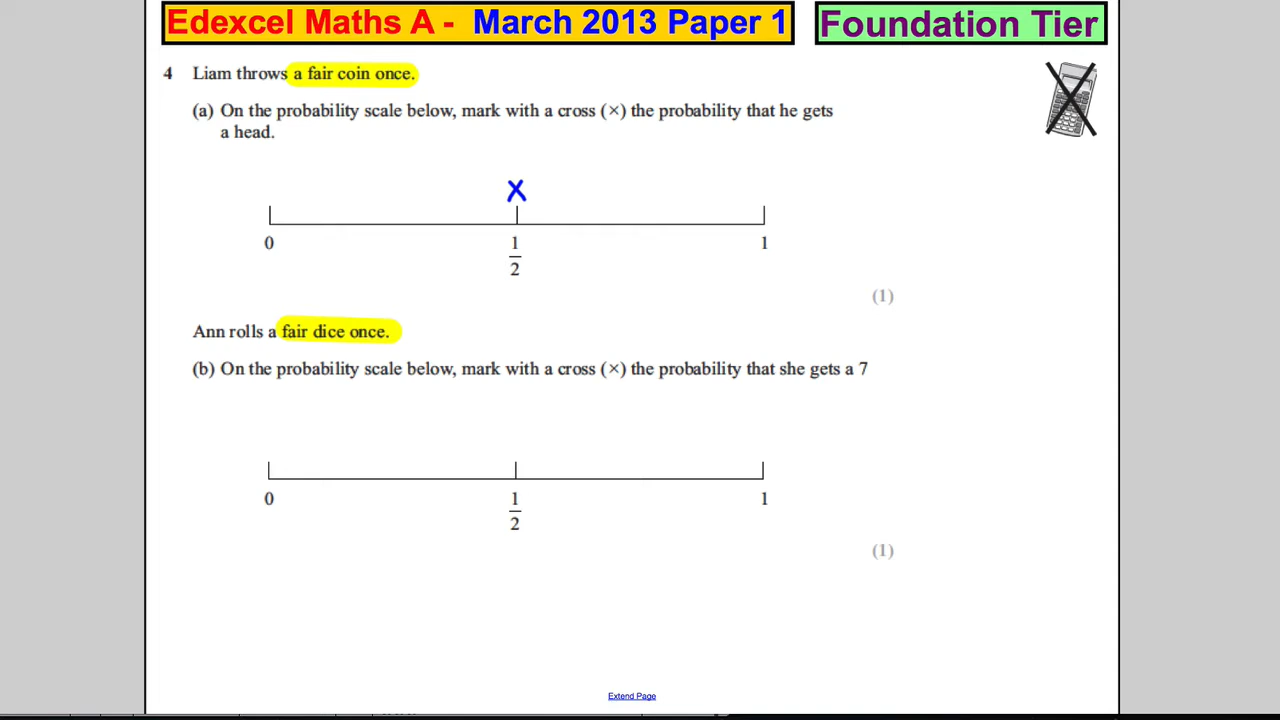 Edexcel Maths A - March 2013 Paper 1
Foundation Tier
4 Liam throws a fair coin once.
(a) On the probability scale below, mark with a cross (×) the probability that he gets
a head.
X
0 1/2 1
(1)
Ann rolls a fair dice once.
(b) On the probability scale below, mark with a cross (×) the probability that she gets a 7
0 1/2 1
(1)
Extend Page